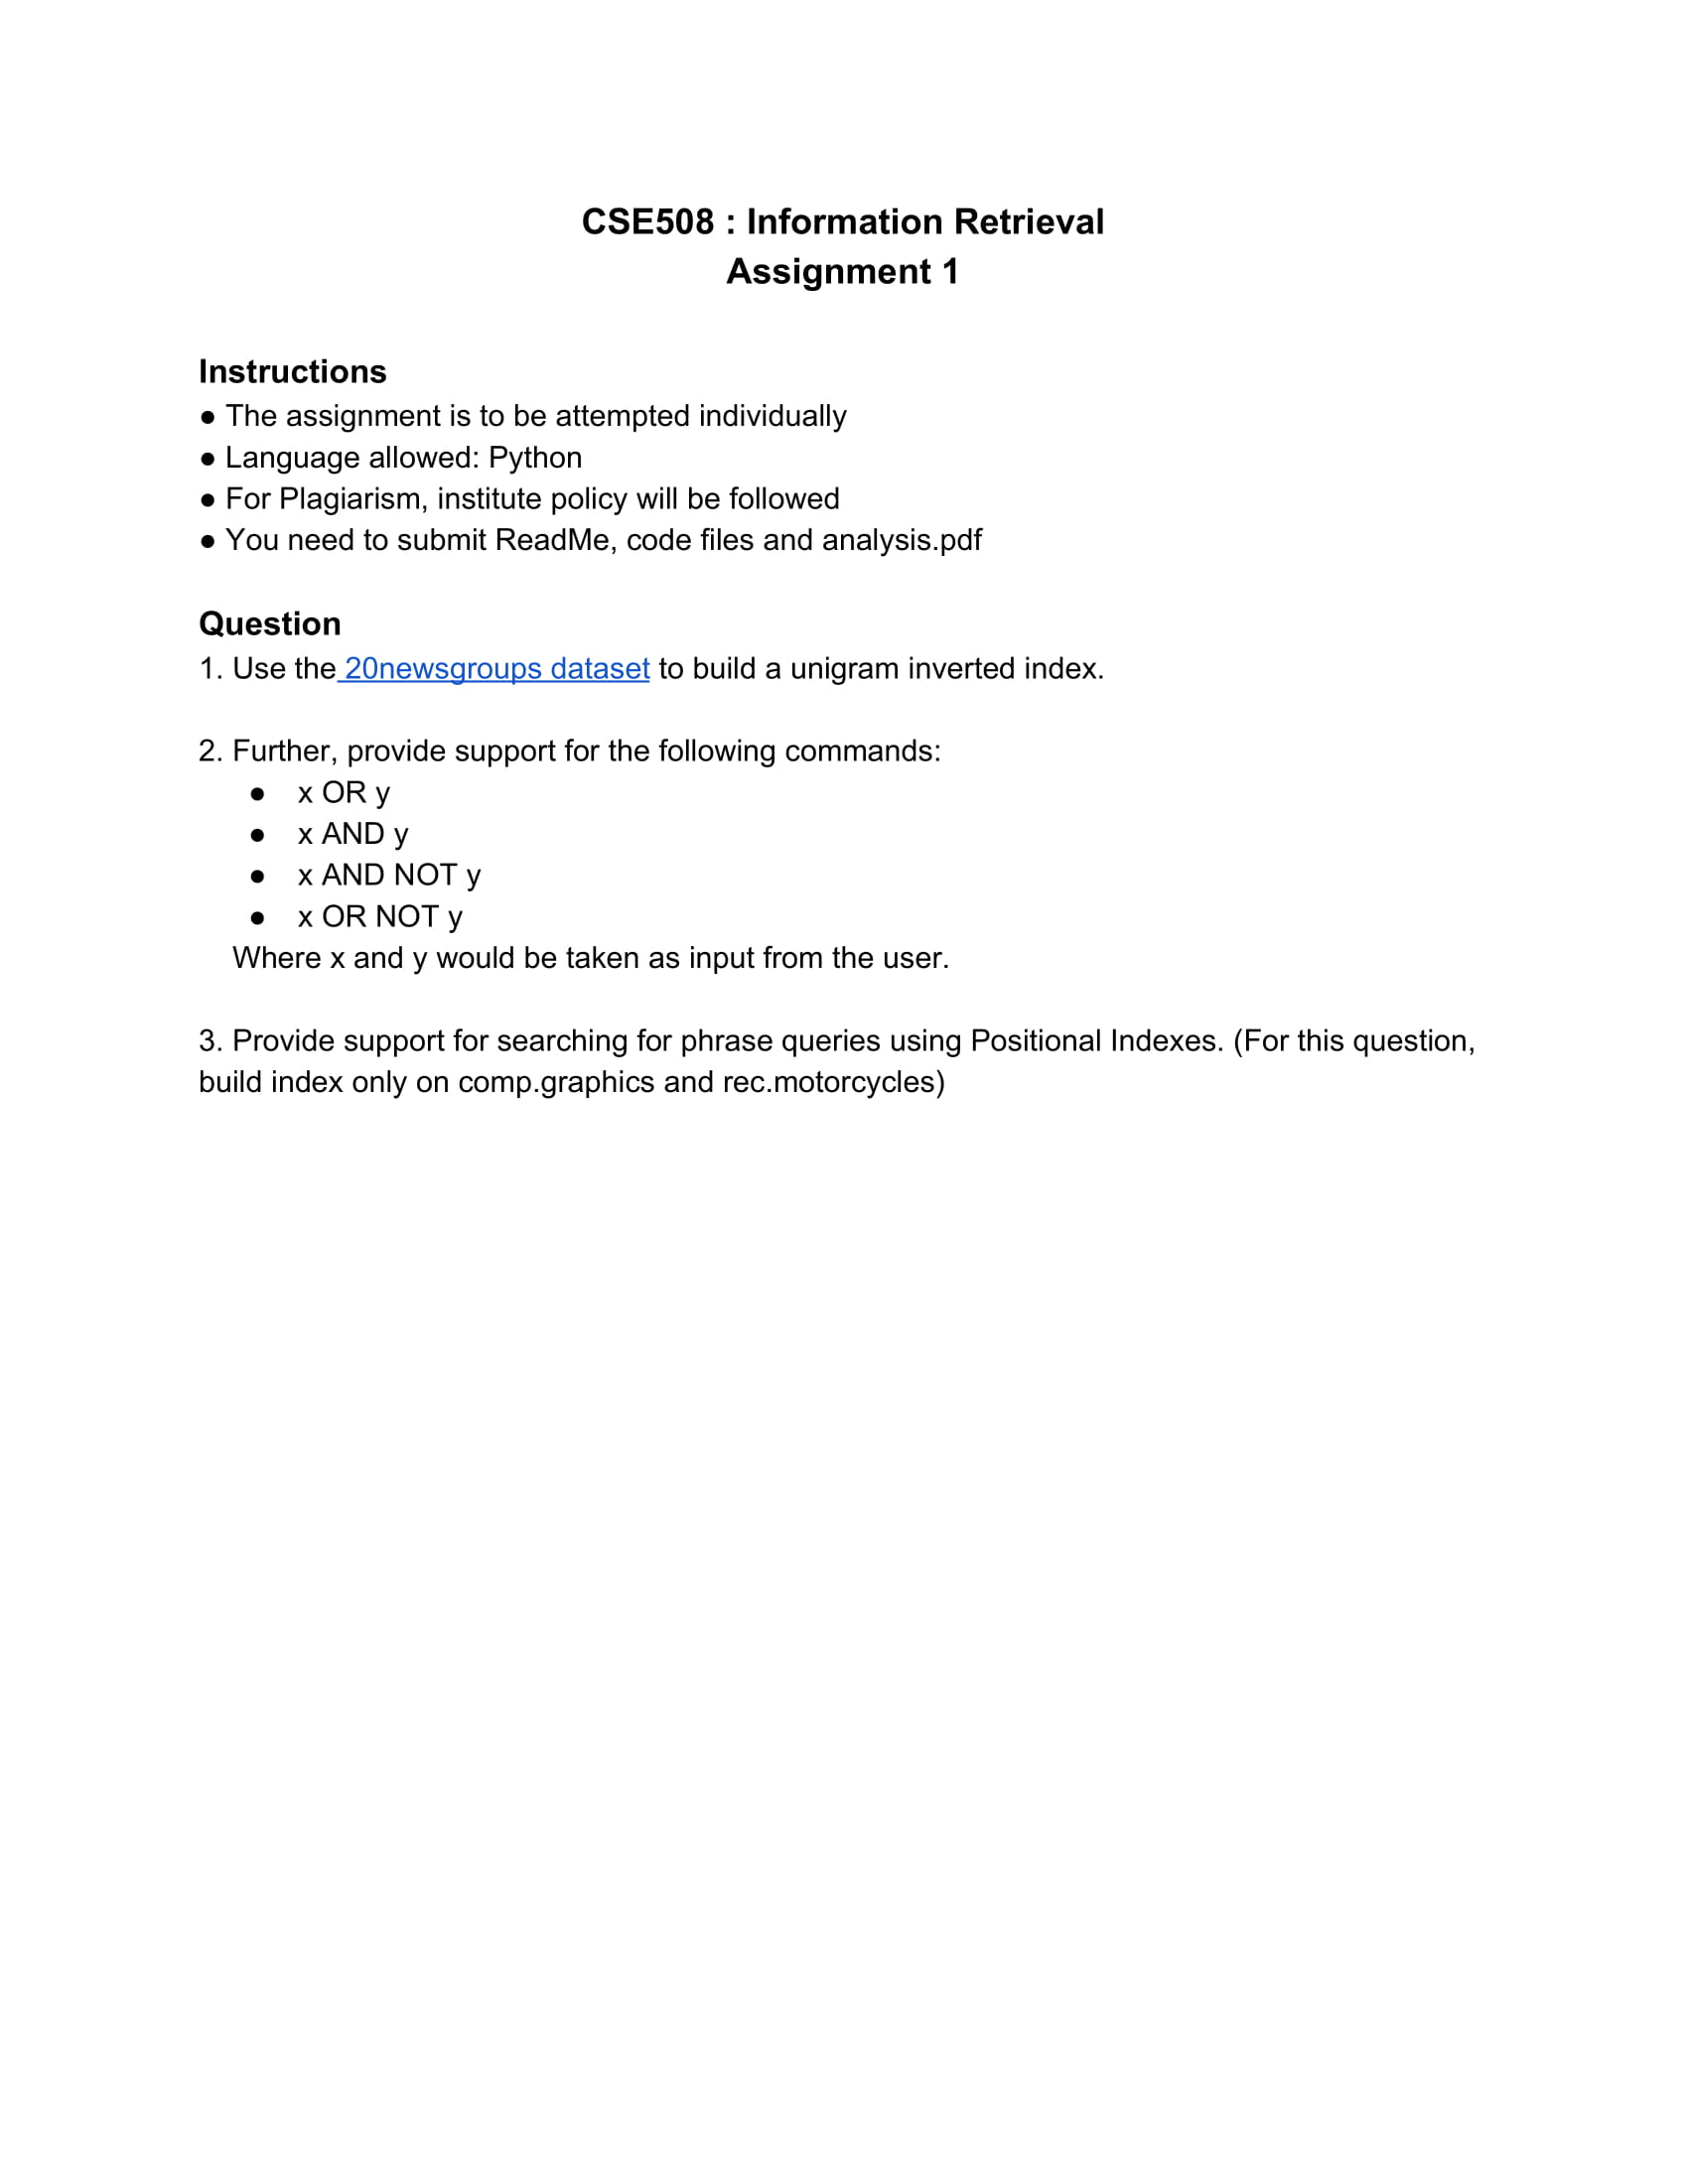 CSE508 : Information Retrieval
Assignment 1
Instructions
● The assignment is to be attempted individually
● Language allowed: Python
● For Plagiarism, institute policy will be followed
● You need to submit ReadMe, code files and analysis.pdf
Question
1. Use the 20newsgroups dataset to build a unigram inverted index.
2. Further, provide support for the following commands:
● x OR y
● x AND y
● x AND NOT y
● x OR NOT y
Where x and y would be taken as input from the user.
3. Provide support for searching for phrase queries using Positional Indexes. (For this question,
build index only on comp.graphics and rec.motorcycles)